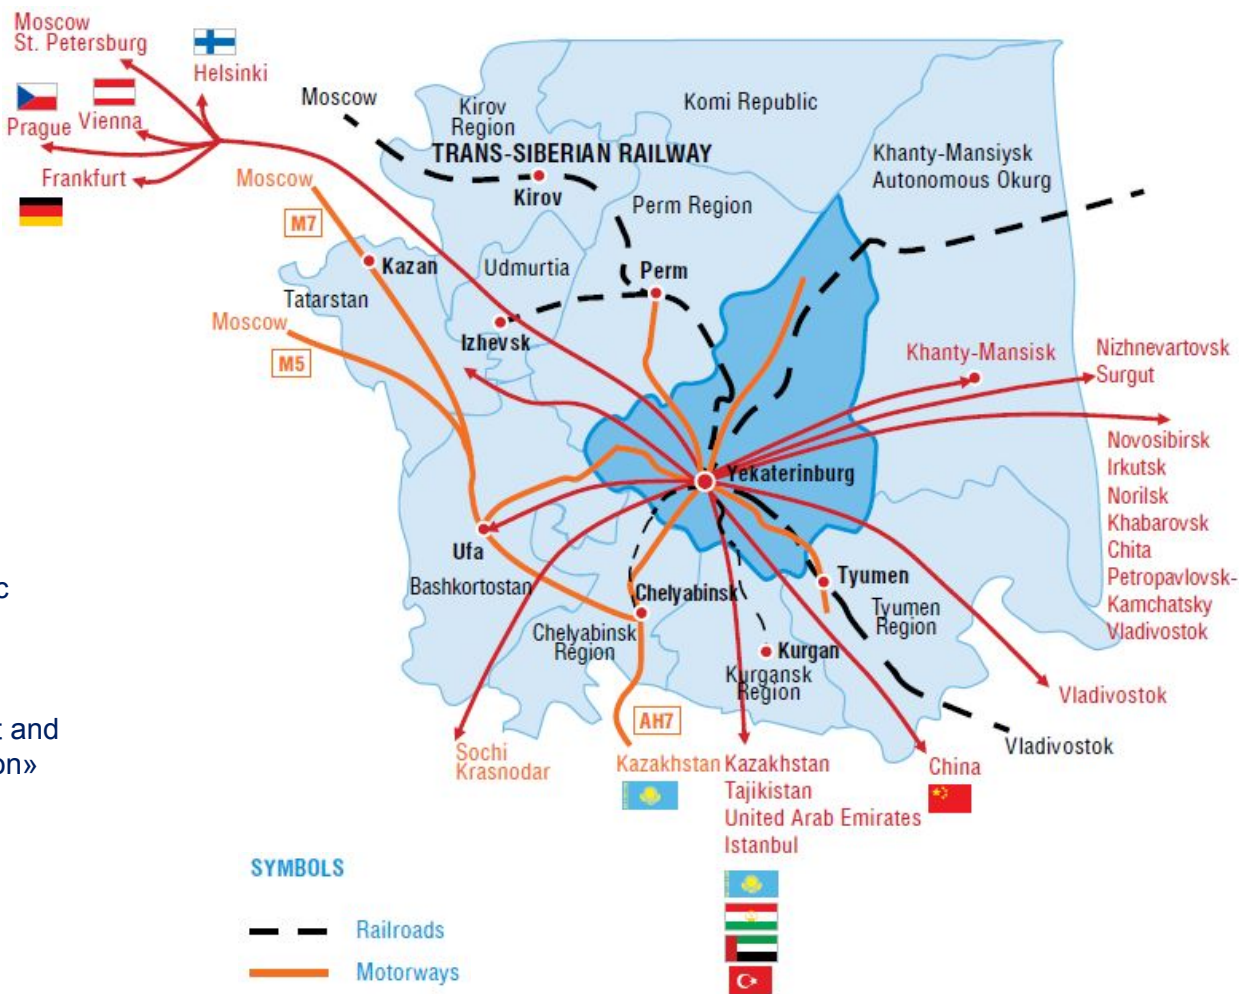 Moscow
St. Petersburg
Helsinki
Prague
Vienna
Frankfurt
Moscow
Kirov
Region
Komi Republic
TRANS-SIBERIAN RAILWAY
Khanty-Mansiysk
Autonomous Okurg
Kirov
Moscow
M7
Perm Region
Kazan
Udmurtia
Perm
Tatarstan
Moscow
M5
Izhevsk
Khanty-Mansisk
Nizhnevartovsk
Surgut
Novosibirsk
Irkutsk
Norilsk
Khabarovsk
Chita
Petropavlovsk-
Kamchatsky
Vladivostok
Yekaterinburg
Ufa
Bashkortostan
Chelyabinsk
Chelyabinsk
Region
Tyumen
Tyumen
Region
Kurgan
Kurgansk
Region
c
t and
on»
AH7
Sochi
Krasnodar
Kazakhstan
Kazakhstan
Tajikistan
United Arab Emirates
Istanbul
China
Vladivostok
Vladivostok
SYMBOLS
Railroads
Motorways